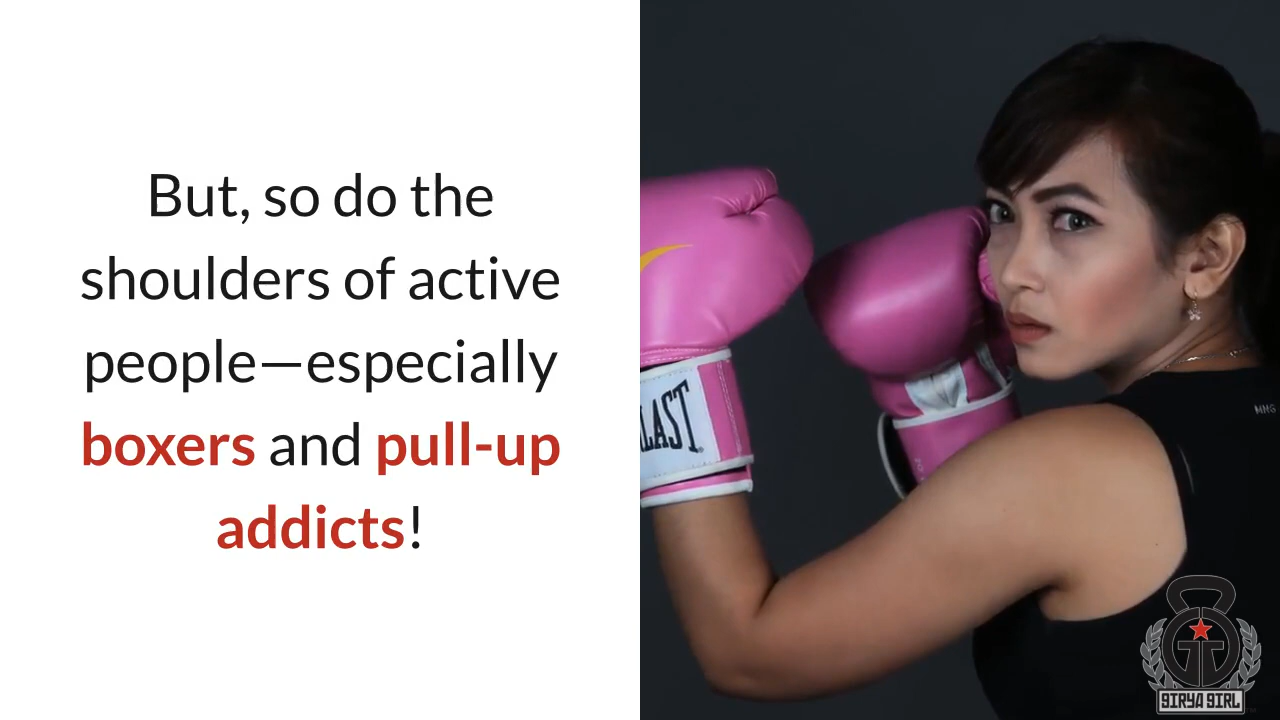 But, so do the
shoulders of active
people—especially
boxers and pull-up
addicts!
LAST
GIRYA GIRL